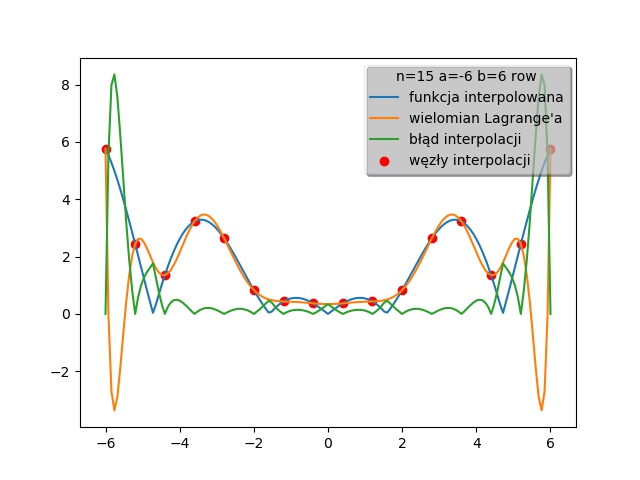 n=15 a=-6 b=6 row
funkcja interpolowana
wielomian Lagrange'a
błąd interpolacji
węzły interpolacji
8
6
4
2
0
−2
−6 −4 −2 0 2 4 6